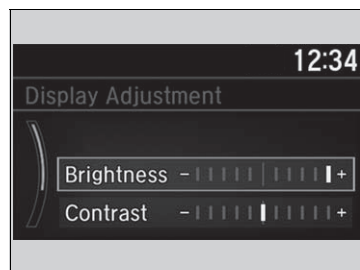 12:34
Display Adjustment
Brightness - +
Contrast - +